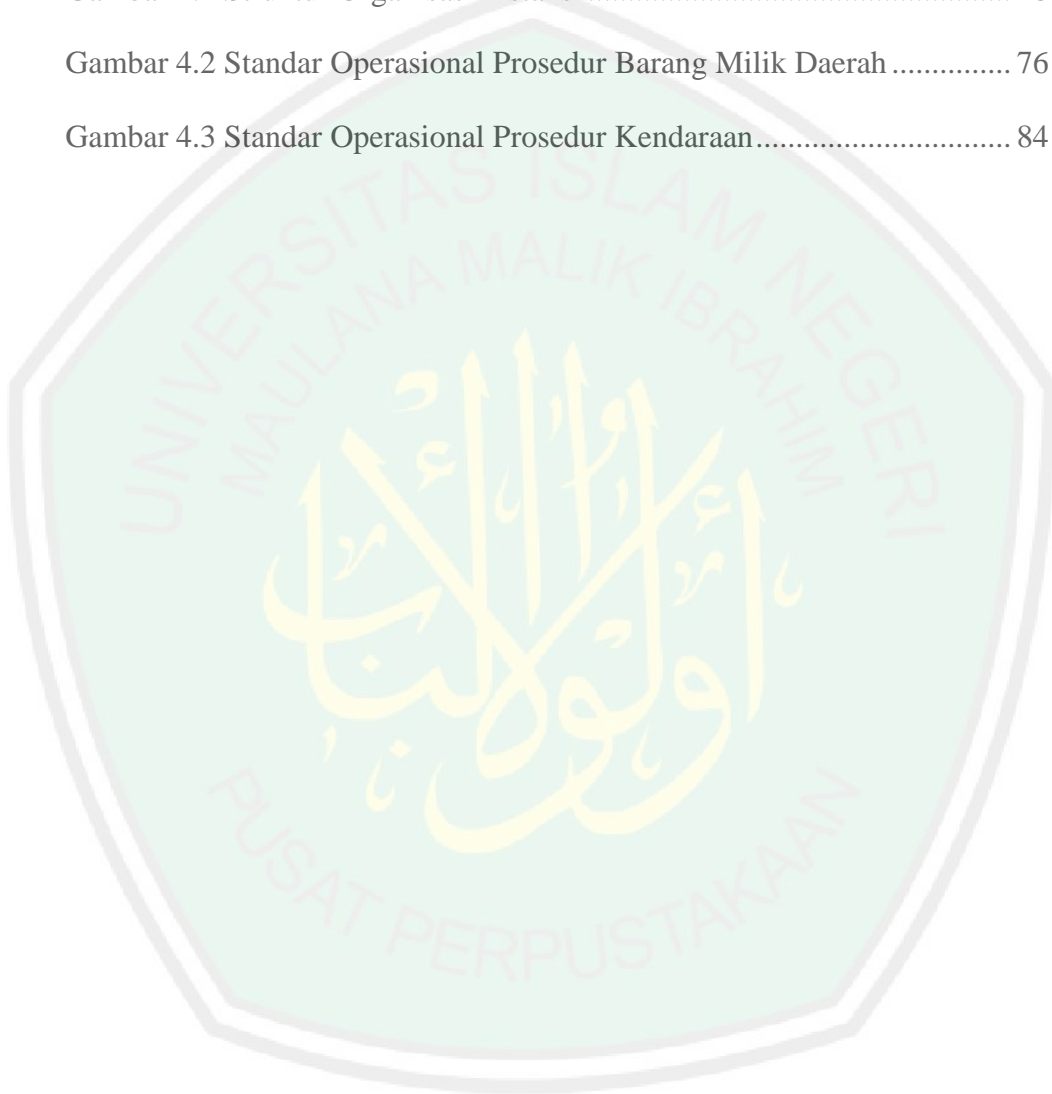 Gambar 4.2 Standar Operasional Prosedur Barang Milik Daerah ............... 76
Gambar 4.3 Standar Operasional Prosedur Kendaraan................................ 84
UNIVERSITAS ISLAM NEGERI
MAULANA MALIK IBRAHIM
PUSAT PERPUSTAKAAN